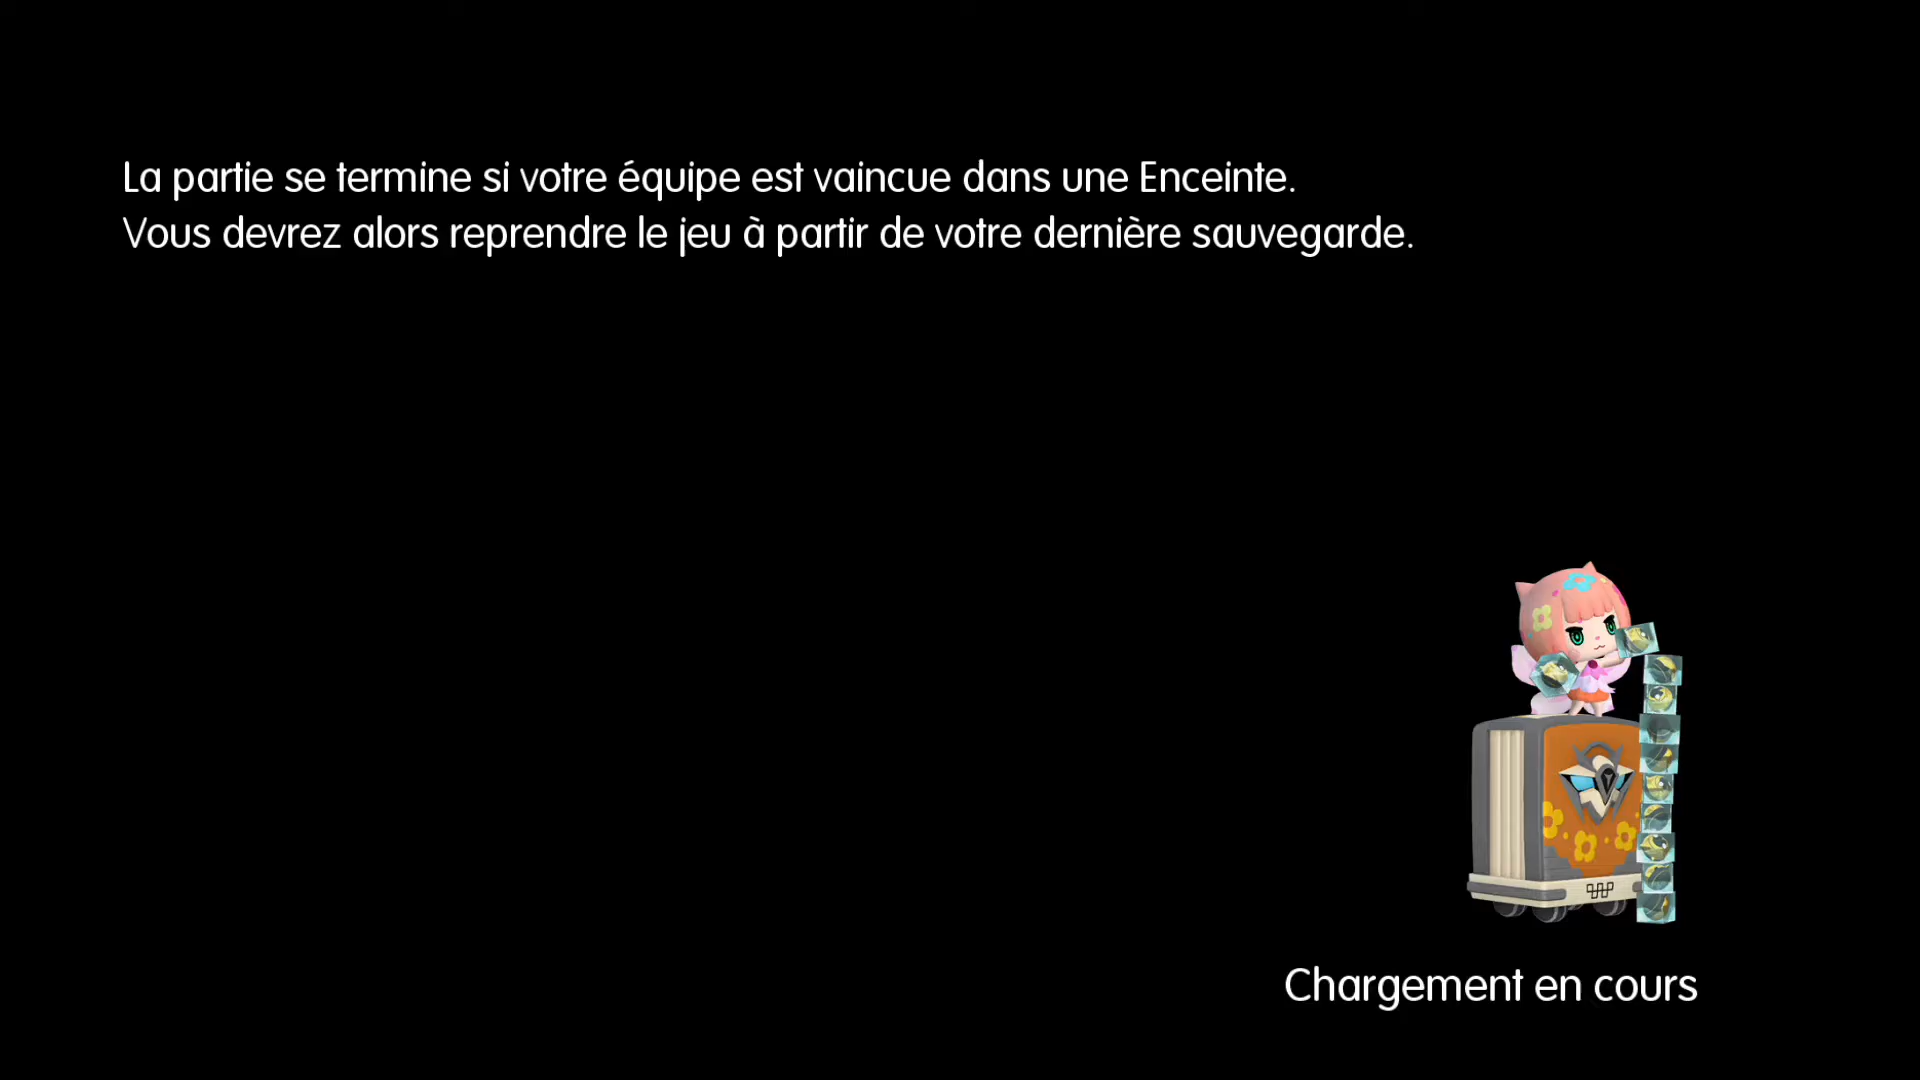 La partie se termine si votre équipe est vaincue dans une Enceinte.
Vous devrez alors reprendre le jeu à partir de votre dernière sauvegarde.
Chargement en cours